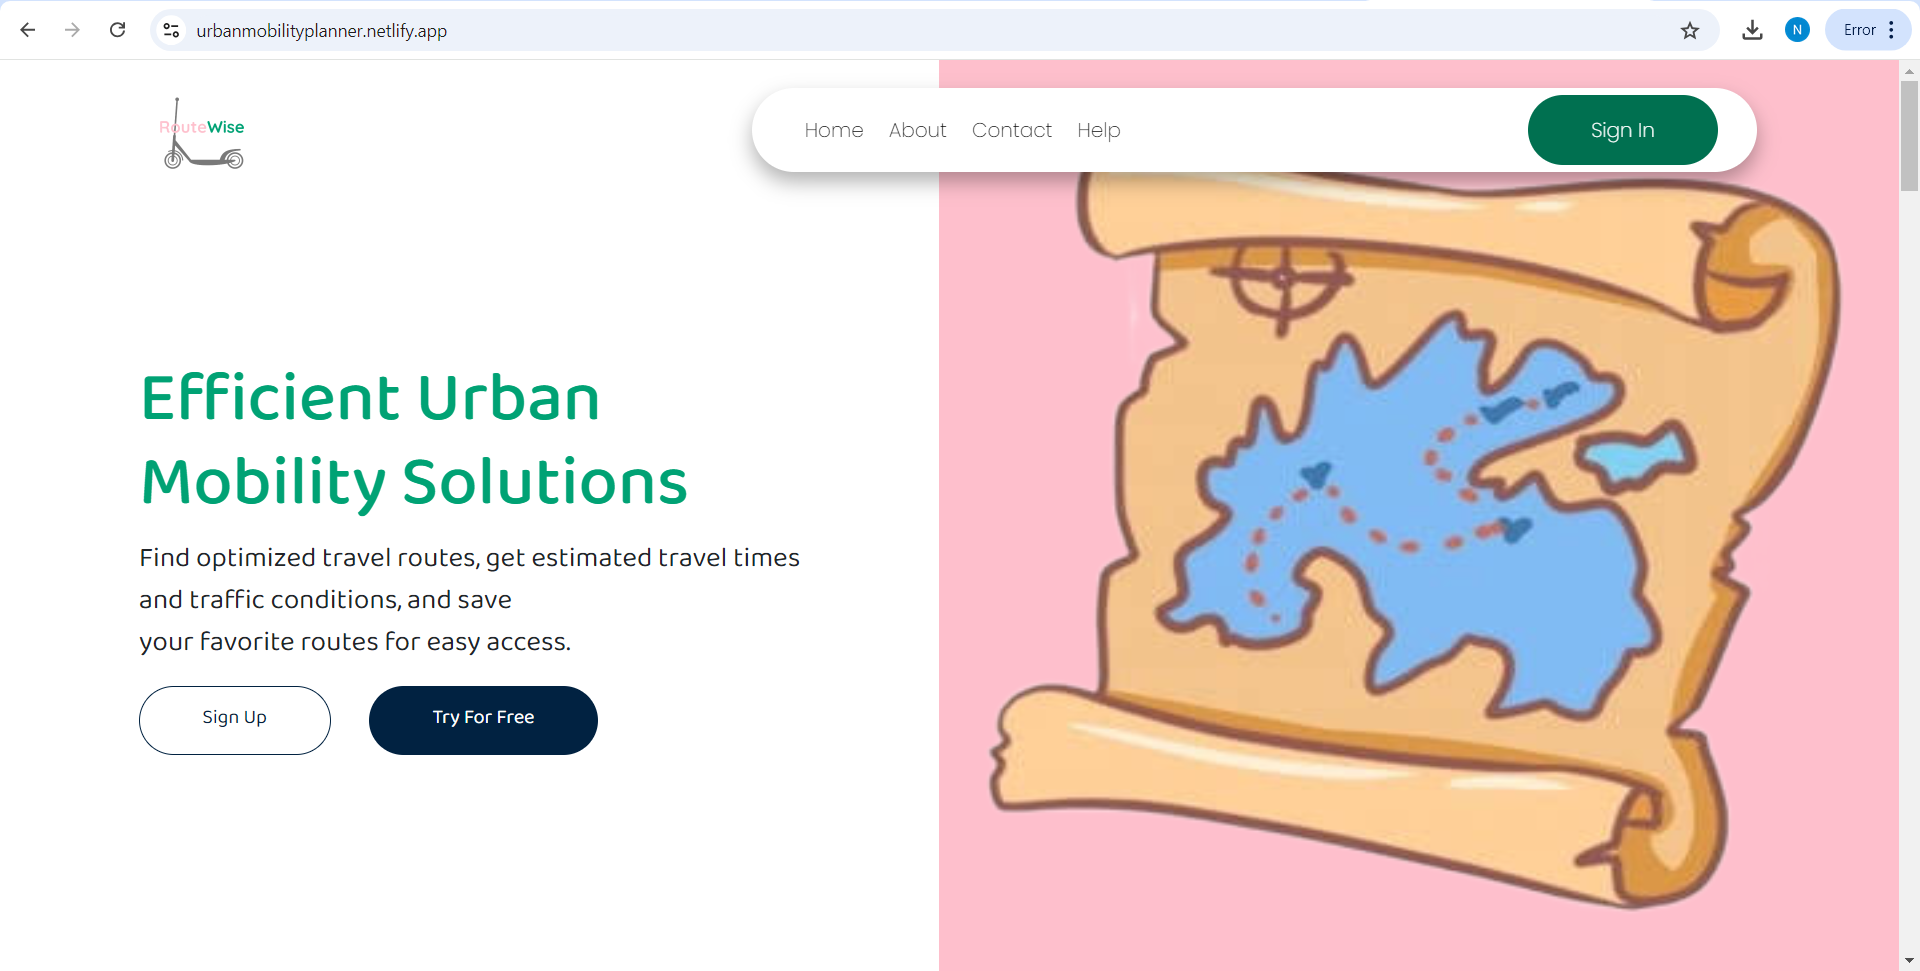 urbanmobilityplanner.netlify.app
N
Error
RouteWise
Home About Contact Help
Sign In
Efficient Urban
Mobility Solutions
Find optimized travel routes, get estimated travel times
and traffic conditions, and save
your favorite routes for easy access.
Sign Up
Try For Free